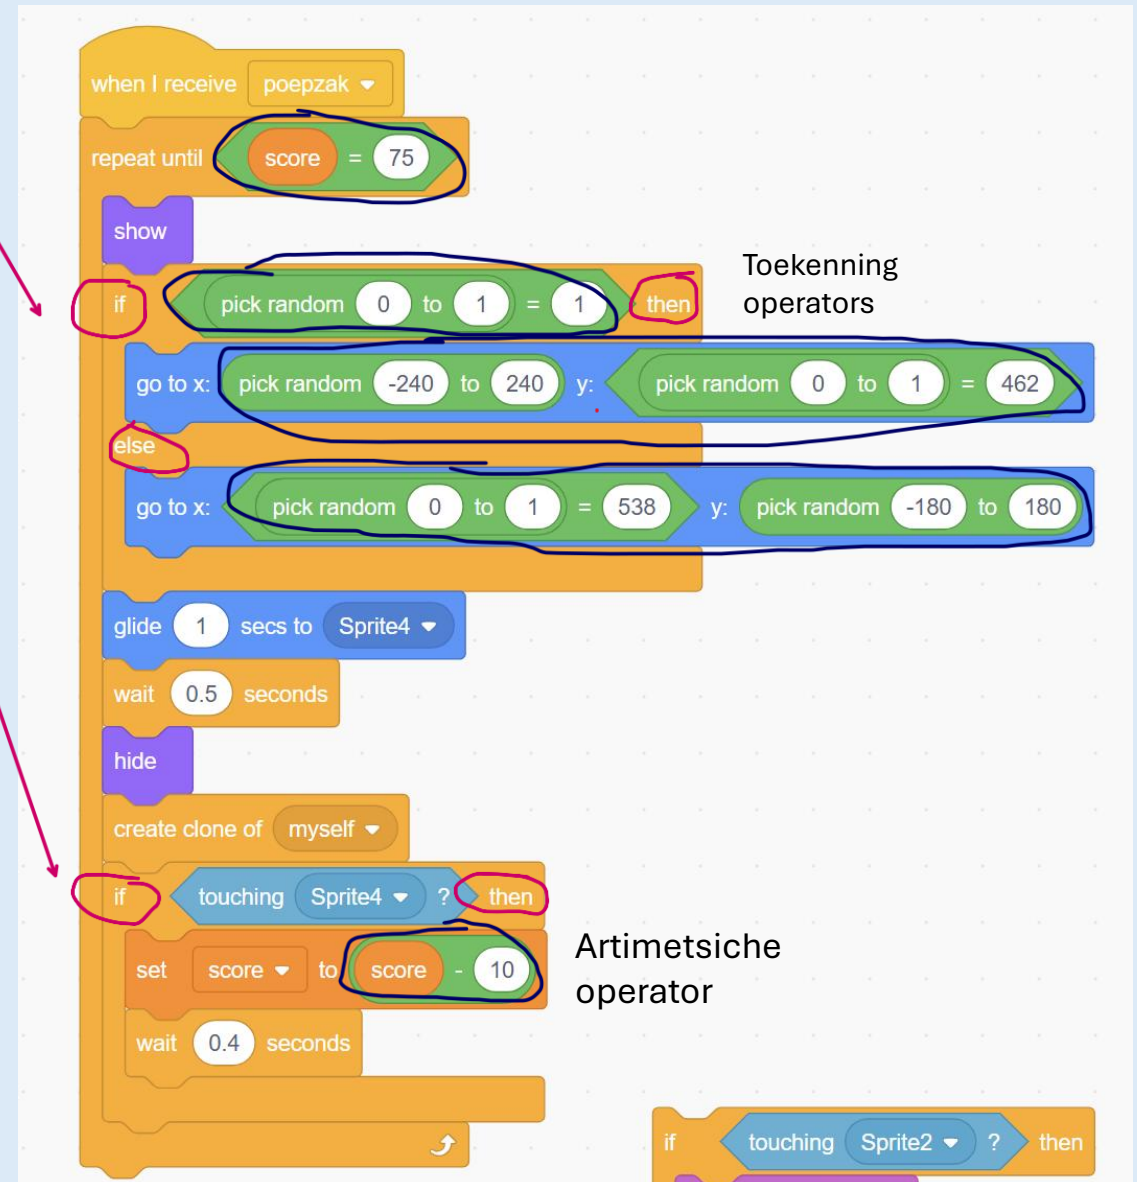 when I receive poepzak
repeat until score = 75
show
if pick random 0 to 1 = 1 then
Toekenning
operators
go to x: pick random -240 to 240 y: pick random 0 to 1 = 462
else
go to x: pick random 0 to 1 = 538 y: pick random -180 to 180
glide 1 secs to Sprite4
wait 0.5 seconds
hide
create clone of myself
if touching Sprite4 ? then
set score to score - 10
Artimetsiche
operator
wait 0.4 seconds
if touching Sprite2 ? then